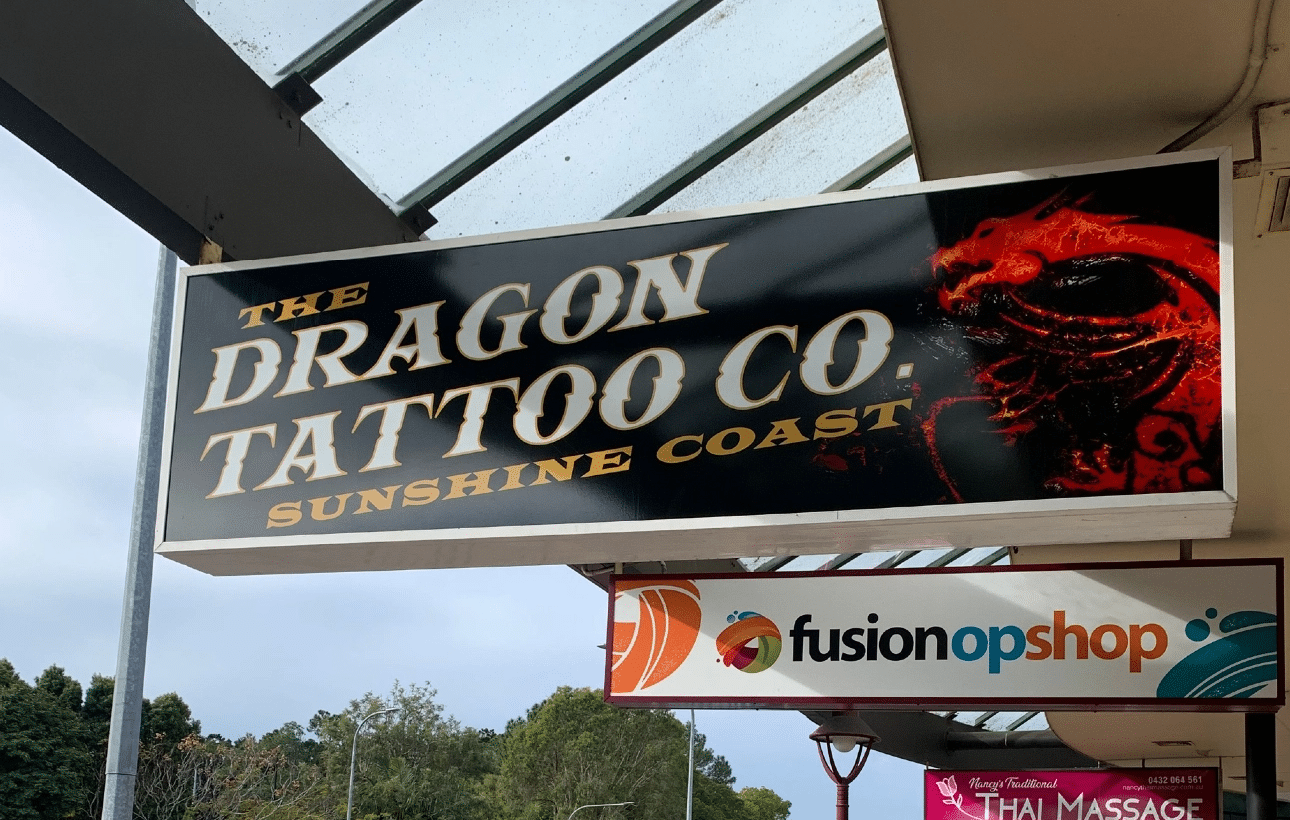 THE
DRAGON
TATTOO CO.
SUNSHINE COAST
fusionopshop
Nancy's Traditional
0432 064 561
THAI MASSAGE